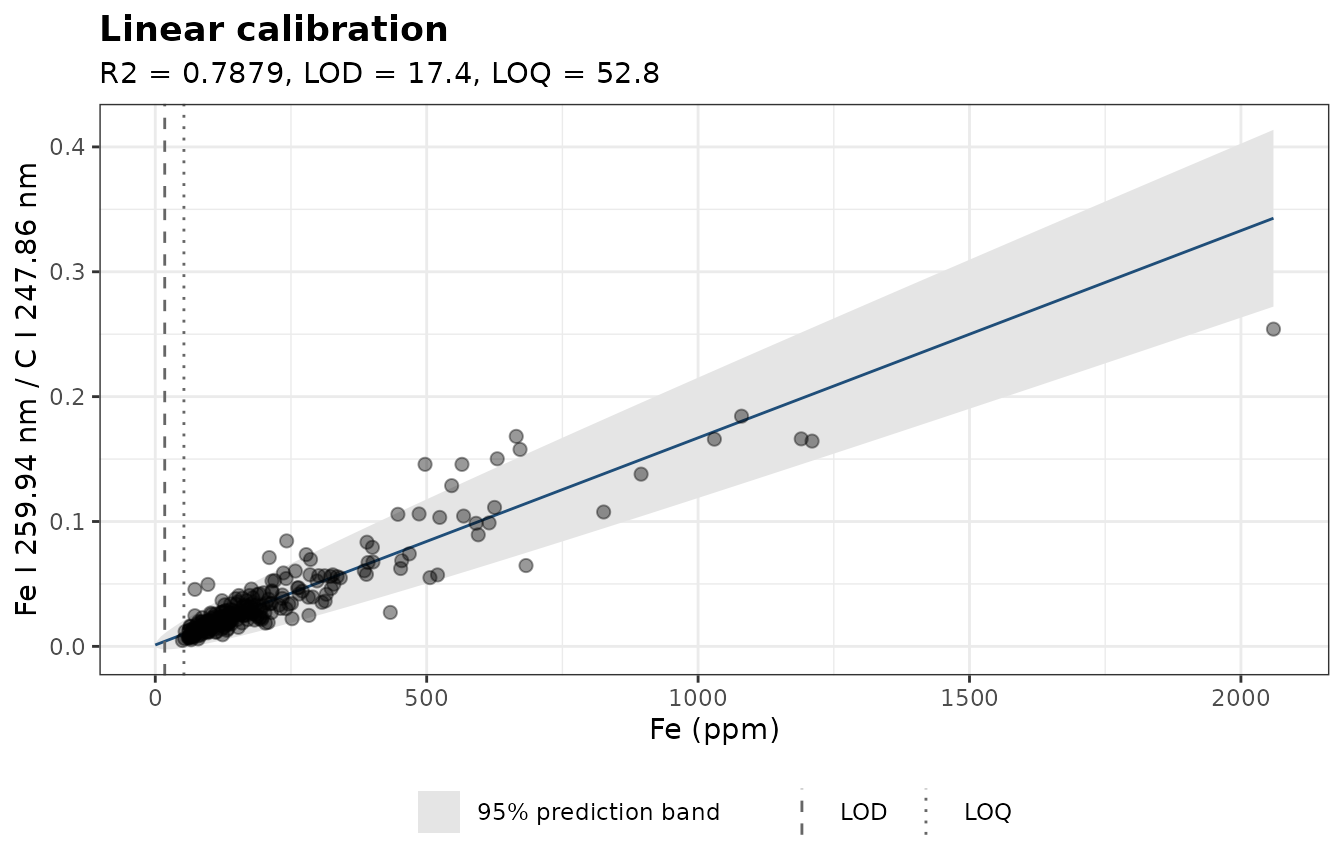 Linear calibration
R2 = 0.7879, LOD = 17.4, LOQ = 52.8
Fe I 259.94 nm / C I 247.86 nm
0.4
0.3
0.2
0.1
0.0
0 500 1000 1500 2000
Fe (ppm)
95% prediction band LOD LOQ